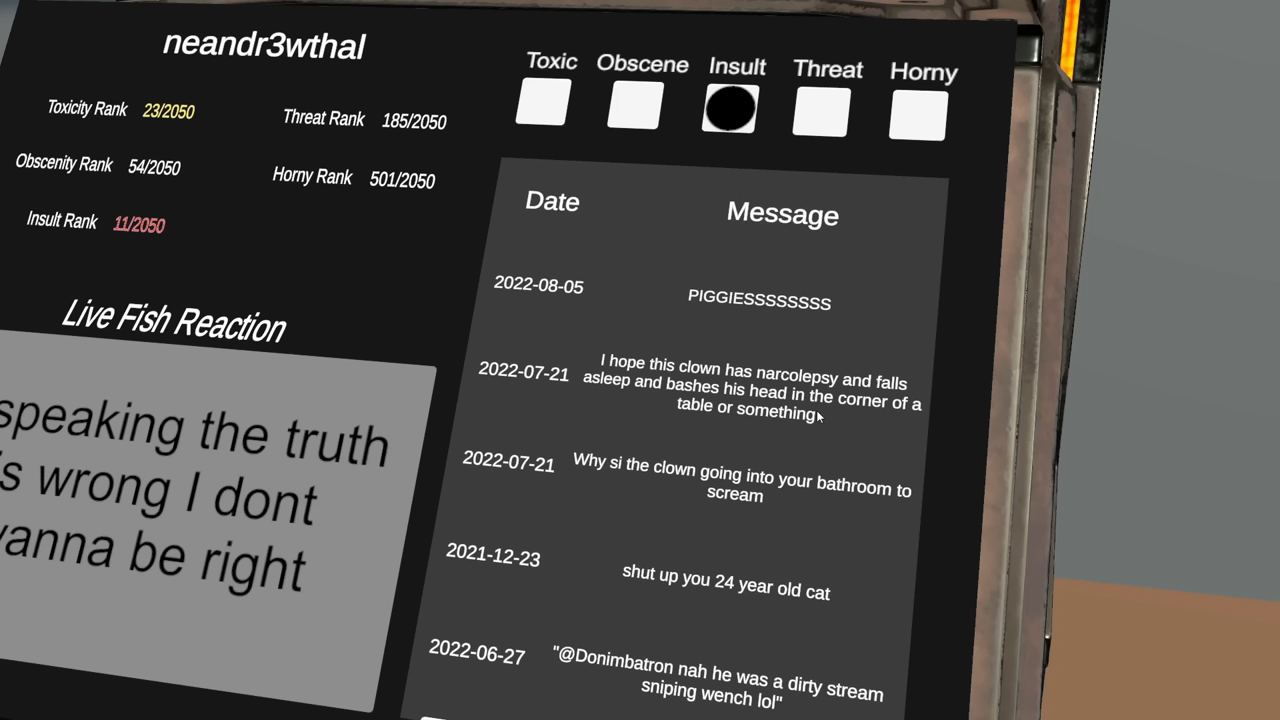 neandr3wthal
Toxicity Rank 23/2050
Threat Rank 185/2050
Obscenity Rank 54/2050
Horny Rank 501/2050
Insult Rank 11/2050
Live Fish Reaction
speaking the truth
s wrong I dont
wanna be right
Toxic Obscene Insult Threat Horny
Date Message
2022-08-05 PIGGIESSSSSSSS
2022-07-21 I hope this clown has narcolepsy and falls
asleep and bashes his head in the corner of a
table or something
2022-07-21 Why si the clown going into your bathroom to
scream
2021-12-23 shut up you 24 year old cat
2022-06-27 "@Donimbatron nah he was a dirty stream
sniping wench lol"